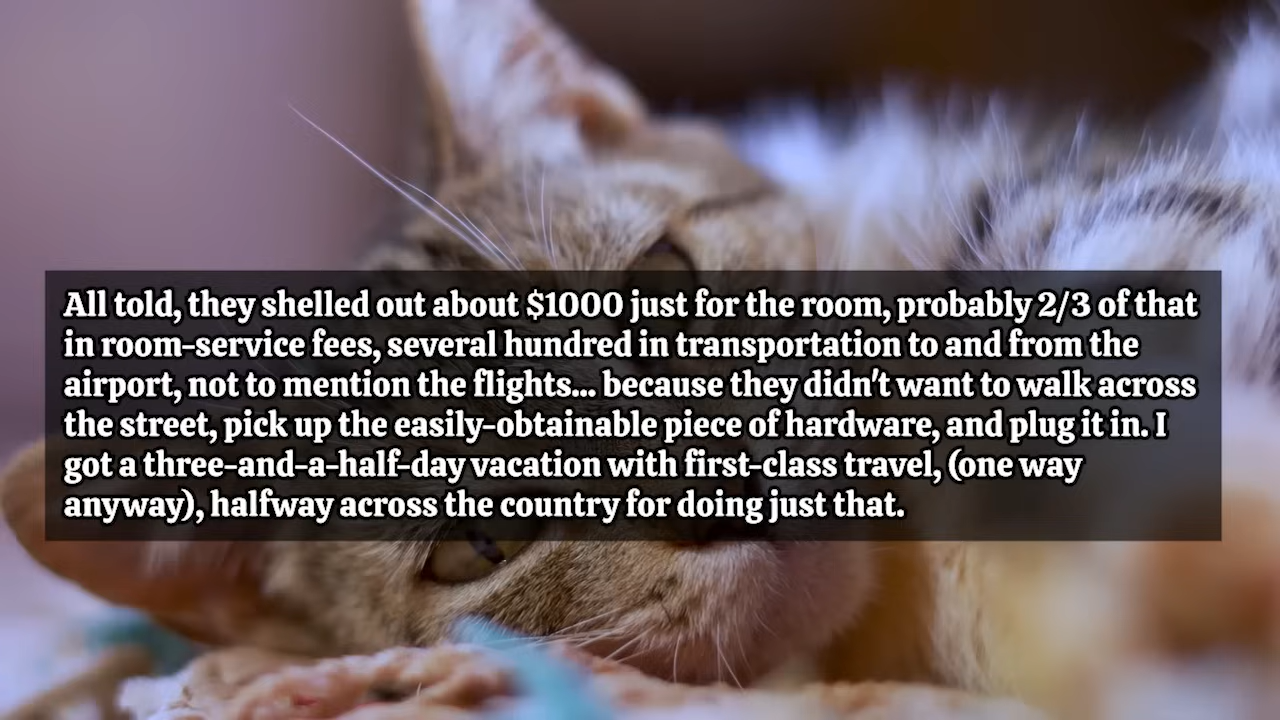 All told, they shelled out about $1000 just for the room, probably 2/3 of that
in room-service fees, several hundred in transportation to and from the
airport, not to mention the flights... because they didn't want to walk across
the street, pick up the easily-obtainable piece of hardware, and plug it in. I
got a three-and-a-half-day vacation with first-class travel, (one way
anyway), halfway across the country for doing just that.